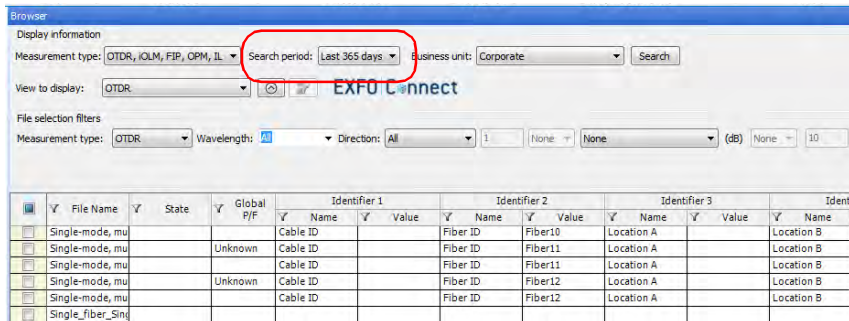 Browser
Display information
Measurement type: OTDR, iOLM, FIP, OPM, IL Search period: Last 365 days Business unit: Corporate Search
View to display: OTDR EXFO Connect
File selection filters
Measurement type: OTDR Wavelength: All Direction: All 1 None None (dB) None 10
Identifier 1 Identifier 2 Identifier 3 Ident
File Name State Global P/F Name Value Name Value Name Value Name
Single-mode, mu Cable ID Fiber ID Fiber10 Location A Location B
Single-mode, mu Unknown Cable ID Fiber ID Fiber11 Location A Location B
Single-mode, mu Cable ID Fiber ID Fiber11 Location A Location B
Single-mode, mu Unknown Cable ID Fiber ID Fiber12 Location A Location B
Single-mode, mu Cable ID Fiber ID Fiber12 Location A Location B
Single_fiber_Sing